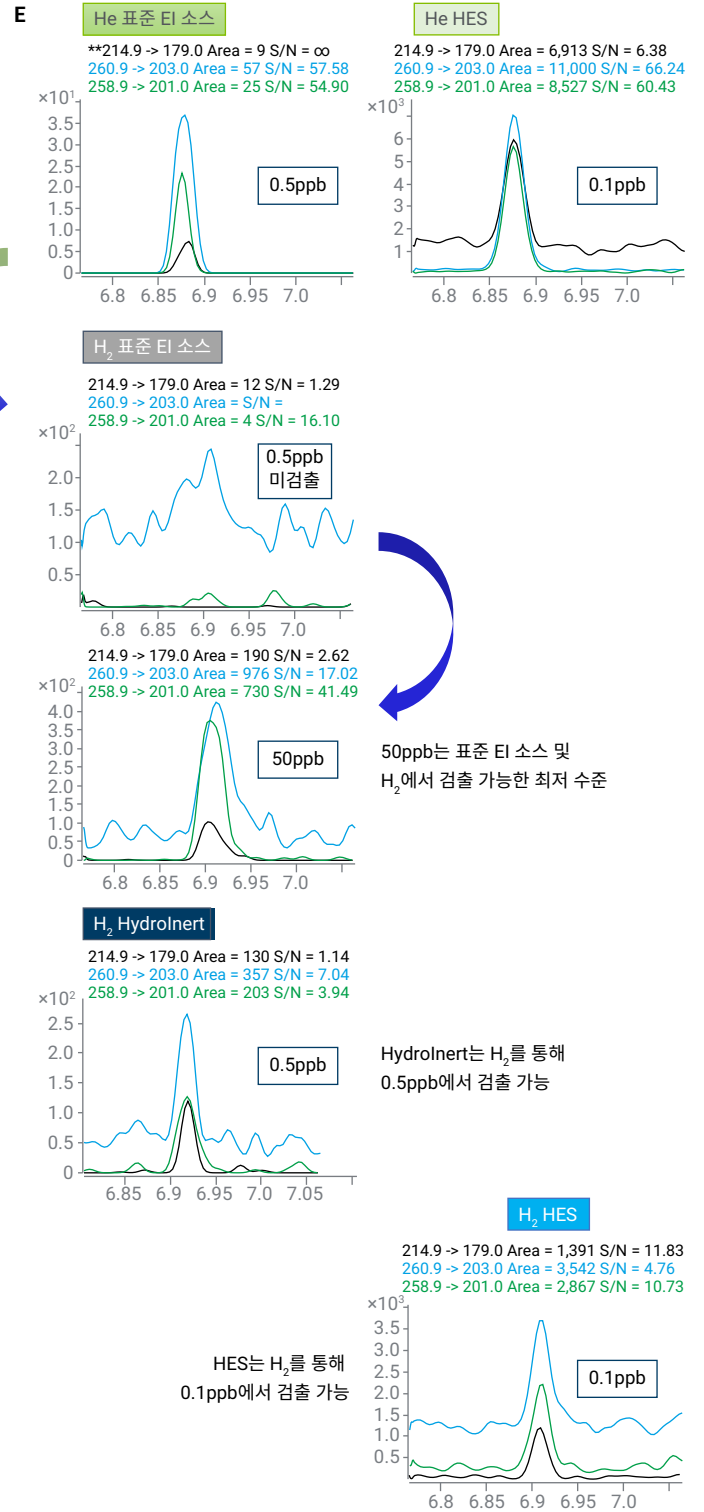 E
He 표준 EI 소스
**214.9 -> 179.0 Area = 9 S/N = ∞
260.9 -> 203.0 Area = 57 S/N = 57.58
258.9 -> 201.0 Area = 25 S/N = 54.90
×10¹
3.5
3.0
2.5
2.0
1.5
1.0
0.5
0
0.5ppb
6.8 6.85 6.9 6.95 7.0
He HES
214.9 -> 179.0 Area = 6,913 S/N = 6.38
260.9 -> 203.0 Area = 11,000 S/N = 66.24
258.9 -> 201.0 Area = 8,527 S/N = 60.43
×10³
6
5
4
3
2
1
0.1ppb
6.8 6.85 6.9 6.95 7.0
H₂ 표준 EI 소스
214.9 -> 179.0 Area = 12 S/N = 1.29
260.9 -> 203.0 Area = S/N =
258.9 -> 201.0 Area = 4 S/N = 16.10
×10²
2.0
1.5
1.0
0.5
0.5ppb
미검출
6.8 6.85 6.9 6.95 7.0
214.9 -> 179.0 Area = 190 S/N = 2.62
260.9 -> 203.0 Area = 976 S/N = 17.02
258.9 -> 201.0 Area = 730 S/N = 41.49
×10²
4.0
3.5
3.0
2.5
2.0
1.5
1.0
0.5
0
50ppb
6.8 6.85 6.9 6.95 7.0
50ppb는 표준 EI 소스 및
H₂에서 검출 가능한 최저 수준
H₂ HydroInert
214.9 -> 179.0 Area = 130 S/N = 1.14
260.9 -> 203.0 Area = 357 S/N = 7.04
258.9 -> 201.0 Area = 203 S/N = 3.94
×10²
2.5
2.0
1.5
1.0
0.5
0
0.5ppb
6.85 6.9 6.95 7.0 7.05
HydroInert는 H₂를 통해
0.5ppb에서 검출 가능
H₂ HES
214.9 -> 179.0 Area = 1,391 S/N = 11.83
260.9 -> 203.0 Area = 3,542 S/N = 4.76
258.9 -> 201.0 Area = 2,867 S/N = 10.73
×10³
3.5
3.0
2.5
2.0
1.5
1.0
0.5
0.1ppb
6.8 6.85 6.9 6.95 7.0
HES는 H₂를 통해
0.1ppb에서 검출 가능